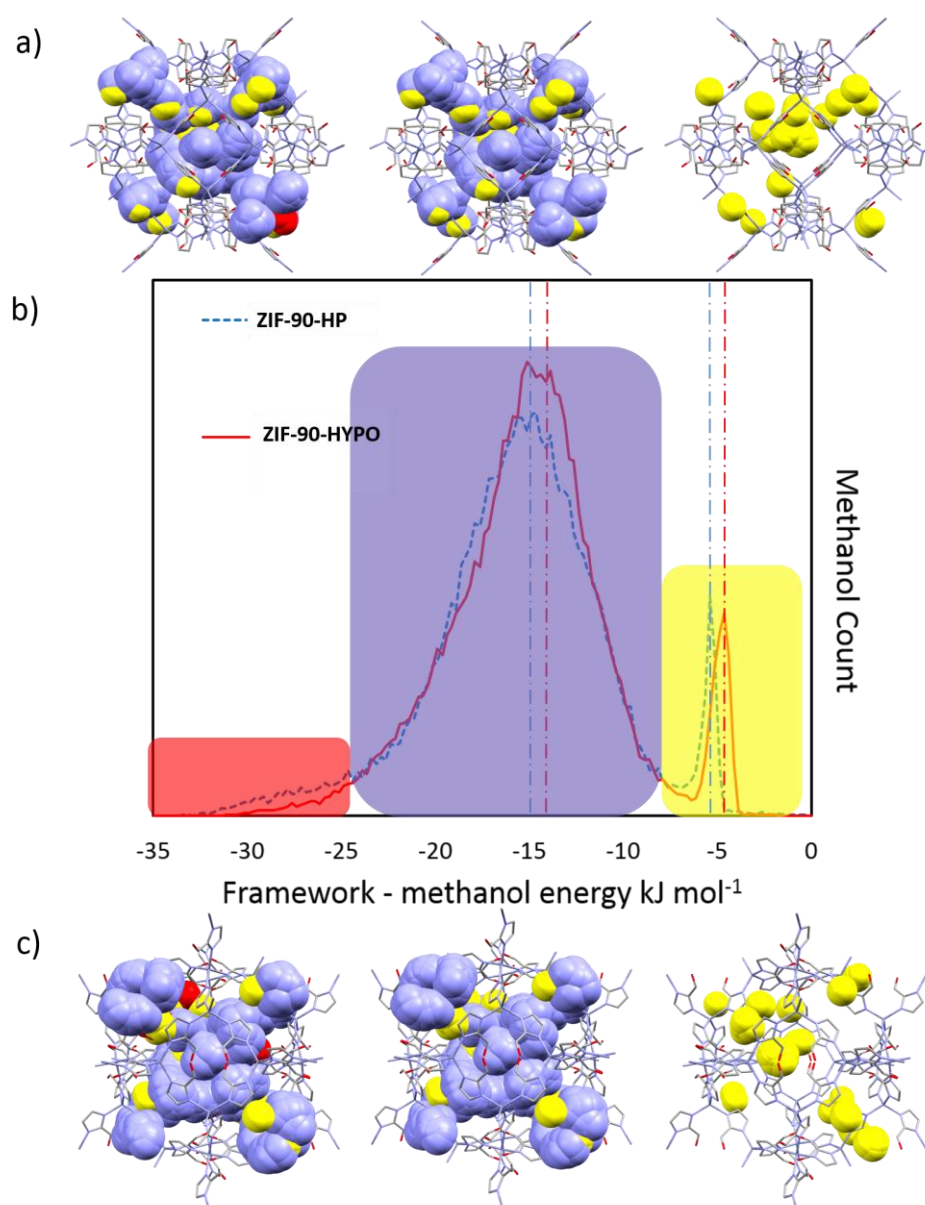 a)
b)
ZIF-90-HP
ZIF-90-HYPO
Methanol Count
-35 -30 -25 -20 -15 -10 -5 0
Framework - methanol energy kJ mol⁻¹
c)